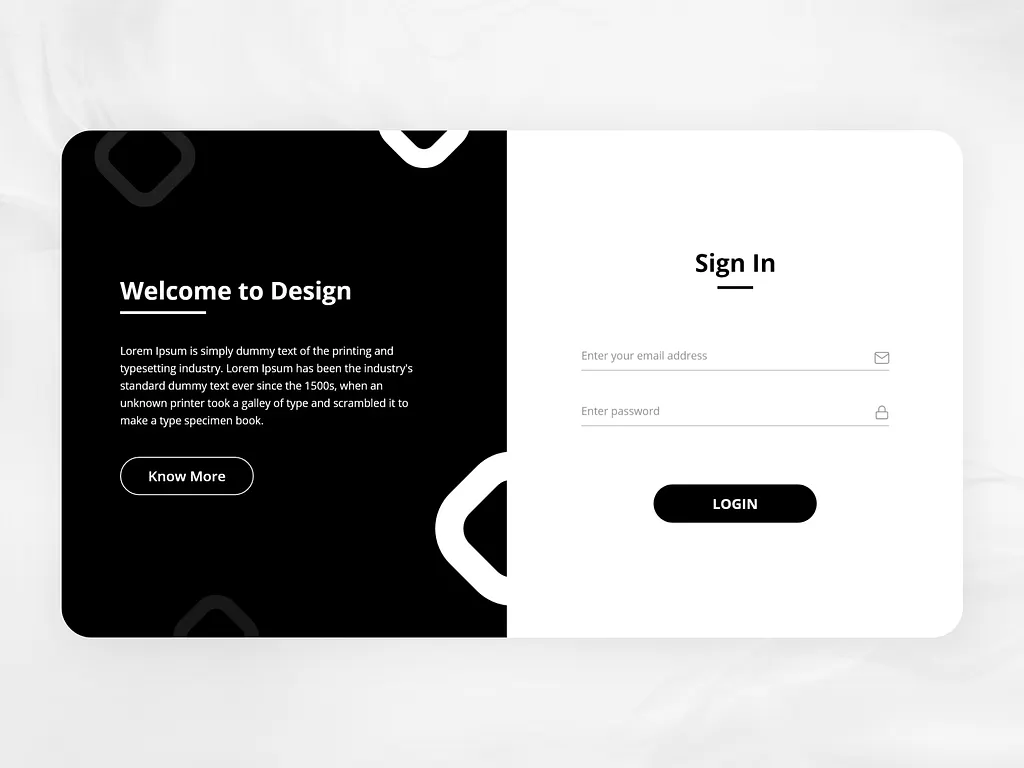 Welcome to Design
Lorem Ipsum is simply dummy text of the printing and
typesetting industry. Lorem Ipsum has been the industry's
standard dummy text ever since the 1500s, when an
unknown printer took a galley of type and scrambled it to
make a type specimen book.
Know More
Sign In
Enter your email address
Enter password
LOGIN